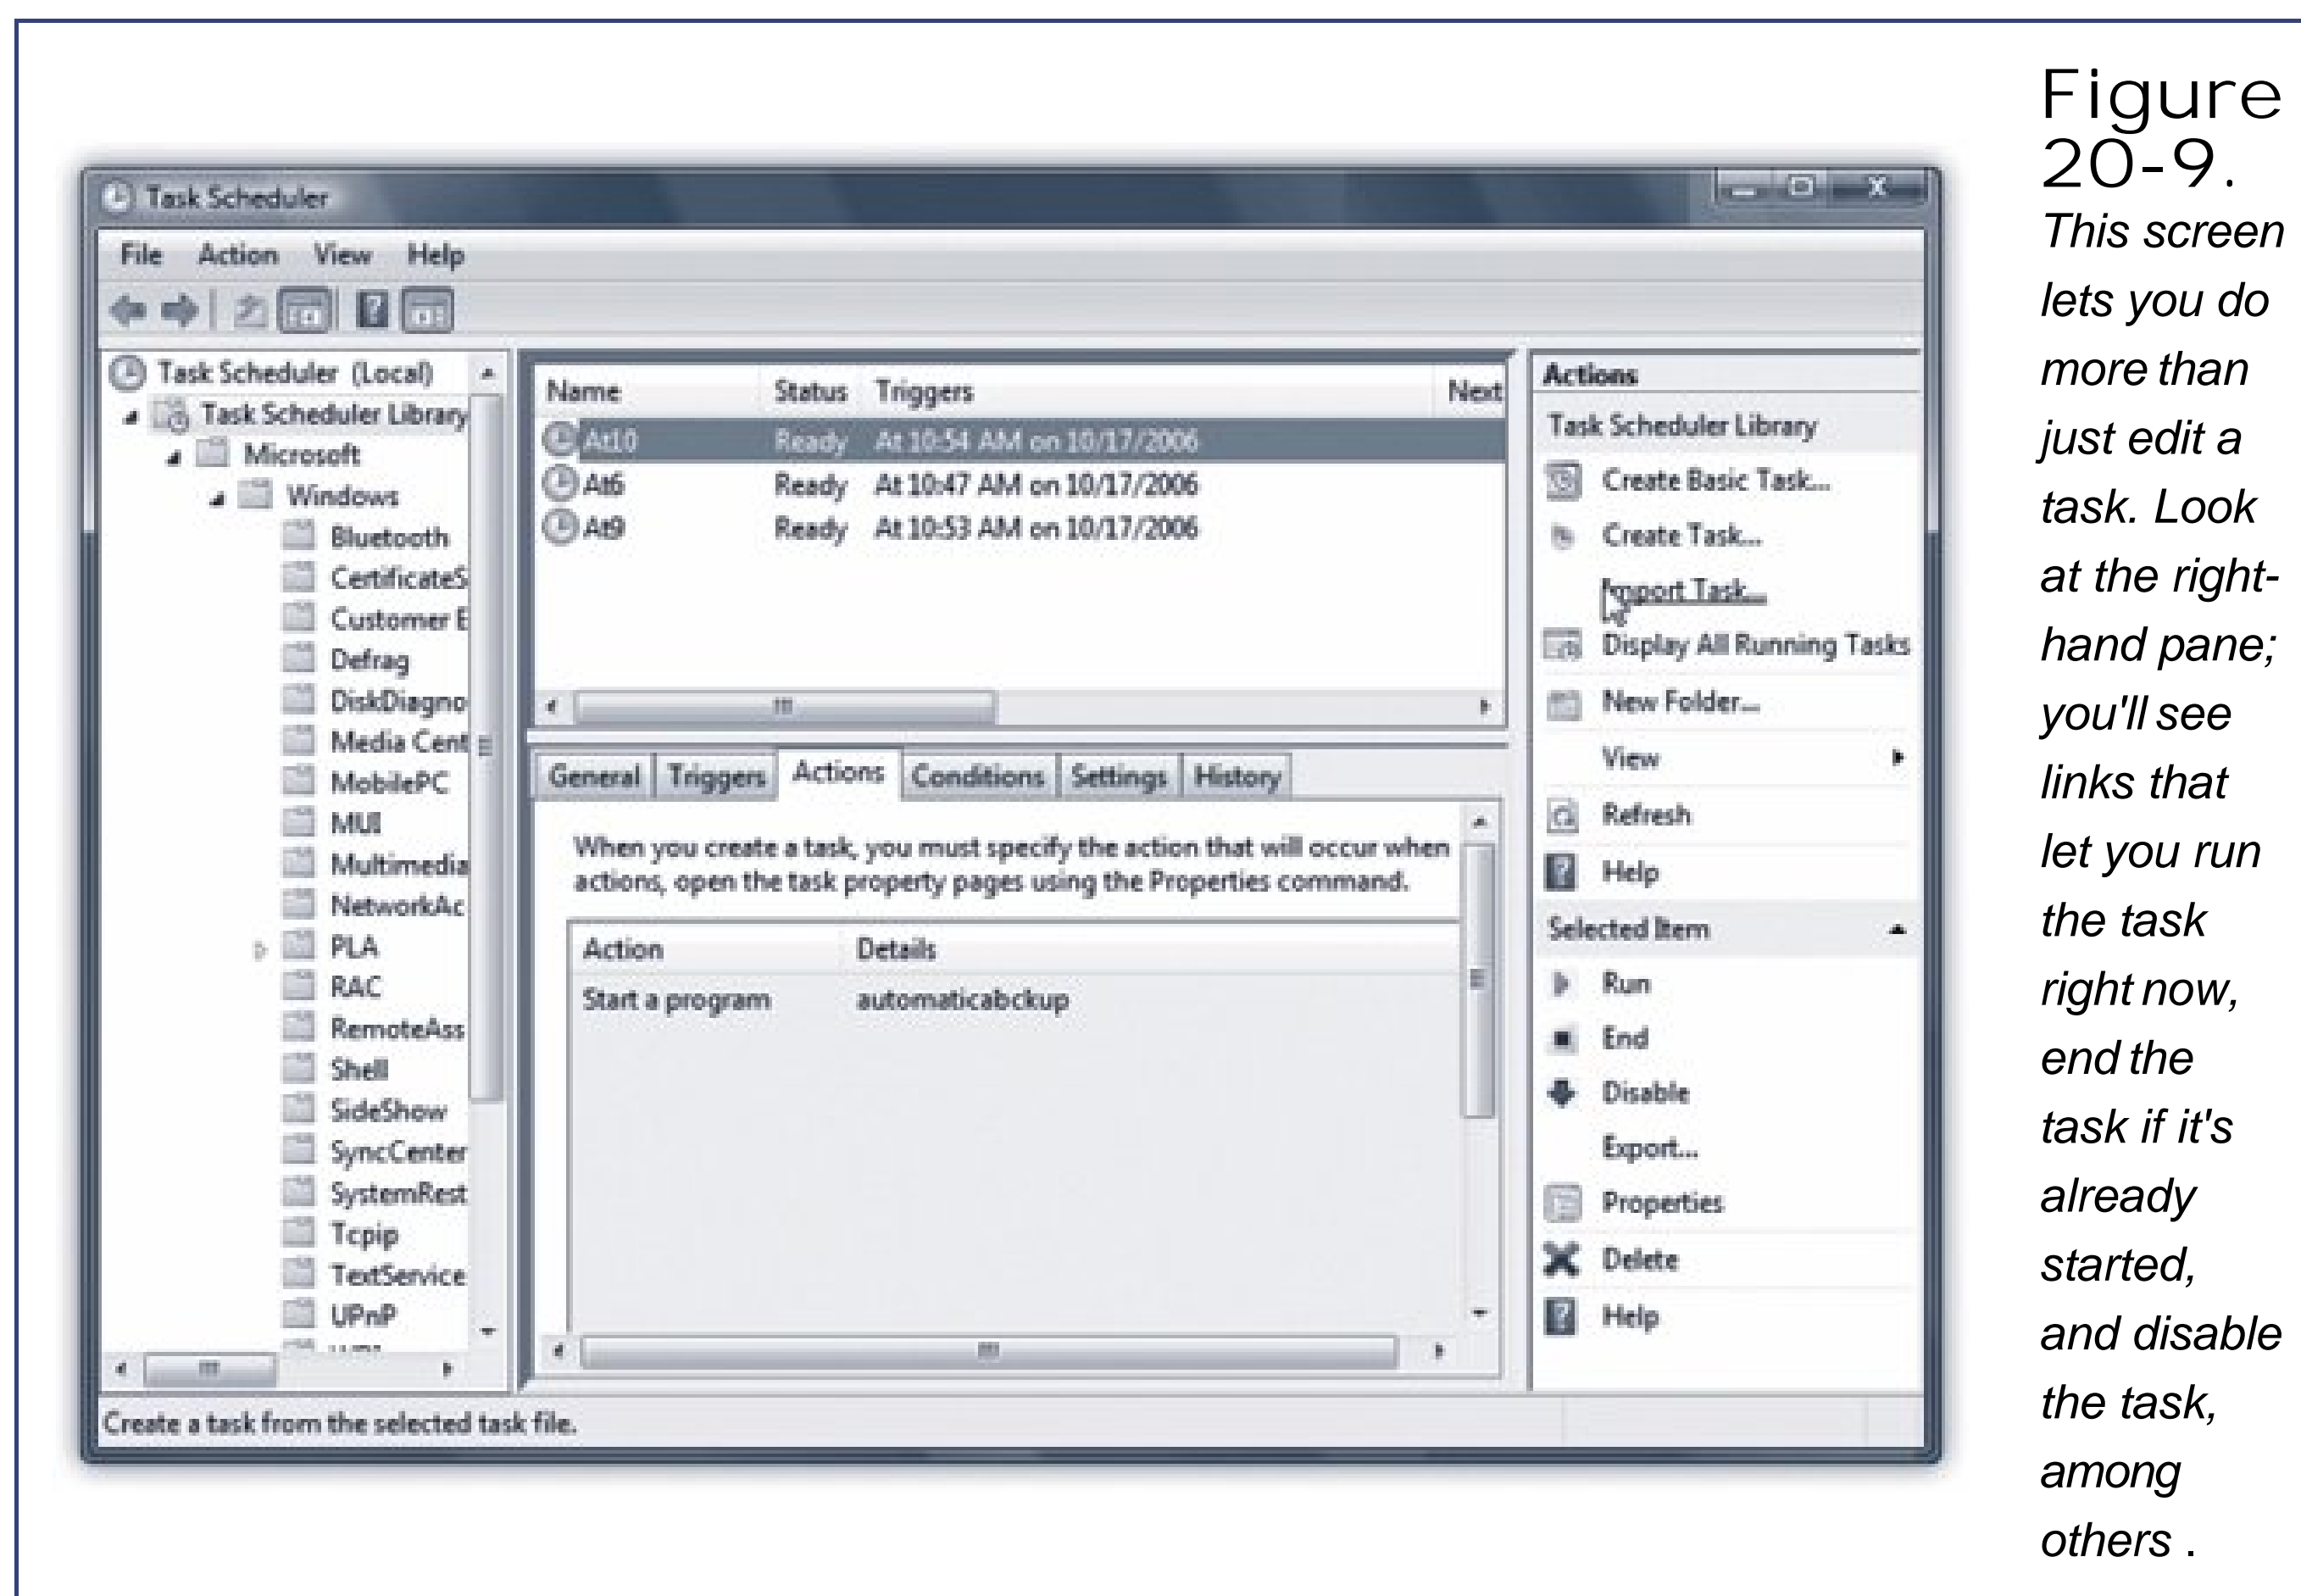 Task Scheduler
File Action View Help
Task Scheduler (Local)
Task Scheduler Library
Microsoft
Windows
Bluetooth
CertificateS
Customer E
Defrag
DiskDiagno
Media Cent
MobilePC
MUI
Multimedia
NetworkAc
PLA
RAC
RemoteAss
Shell
SideShow
SyncCenter
SystemRest
Tcpip
TextService
UPnP
Name Status Triggers Next
At10 Ready At 10:54 AM on 10/17/2006
At6 Ready At 10:47 AM on 10/17/2006
At9 Ready At 10:53 AM on 10/17/2006
General Triggers Actions Conditions Settings History
When you create a task, you must specify the action that will occur when
actions, open the task property pages using the Properties command.
Action Details
Start a program automaticabckup
Actions
Task Scheduler Library
Create Basic Task...
Create Task...
Import Task...
Display All Running Tasks
New Folder...
View
Refresh
Help
Selected Item
Run
End
Disable
Export...
Properties
Delete
Help
Create a task from the selected task file.
Figure
20-9.
This screen
lets you do
more than
just edit a
task. Look
at the right-
hand pane;
you'll see
links that
let you run
the task
right now,
end the
task if it's
already
started,
and disable
the task,
among
others .